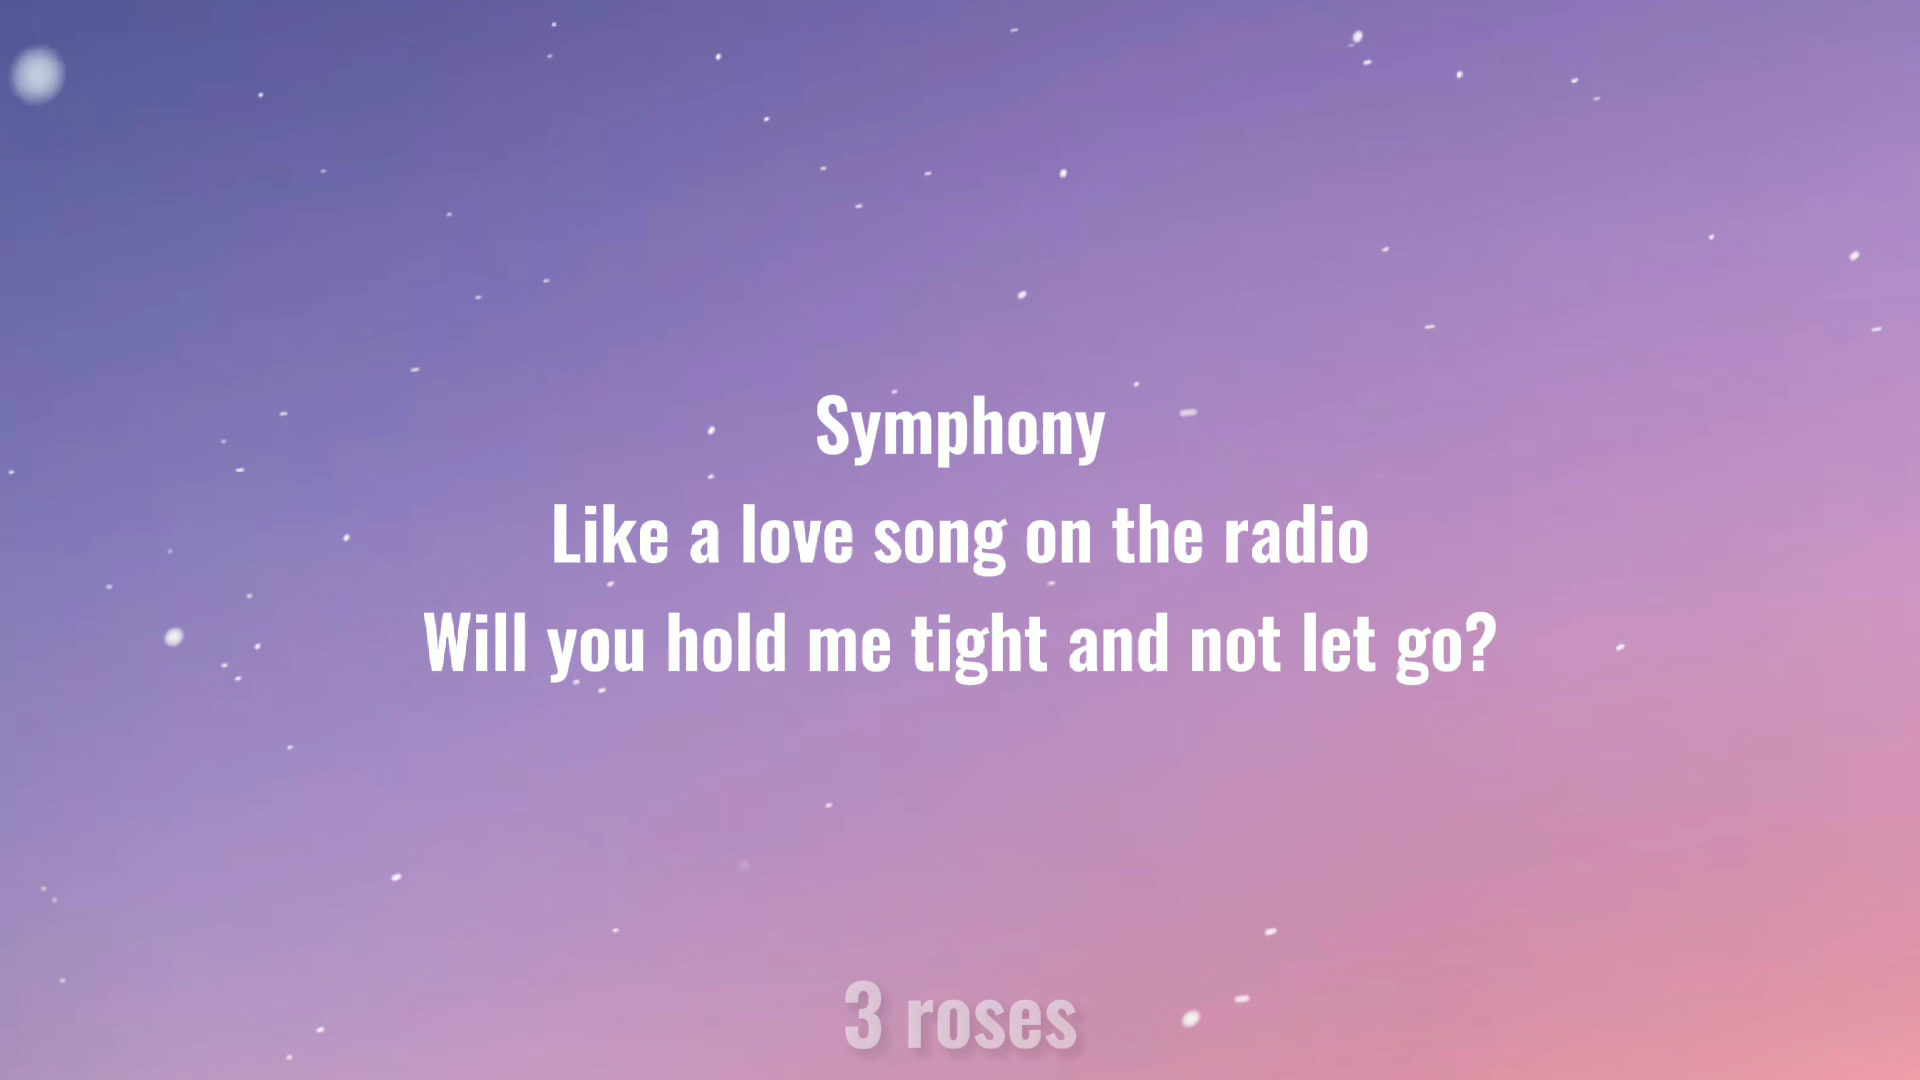 Symphony
Like a love song on the radio
Will you hold me tight and not let go?
3 roses